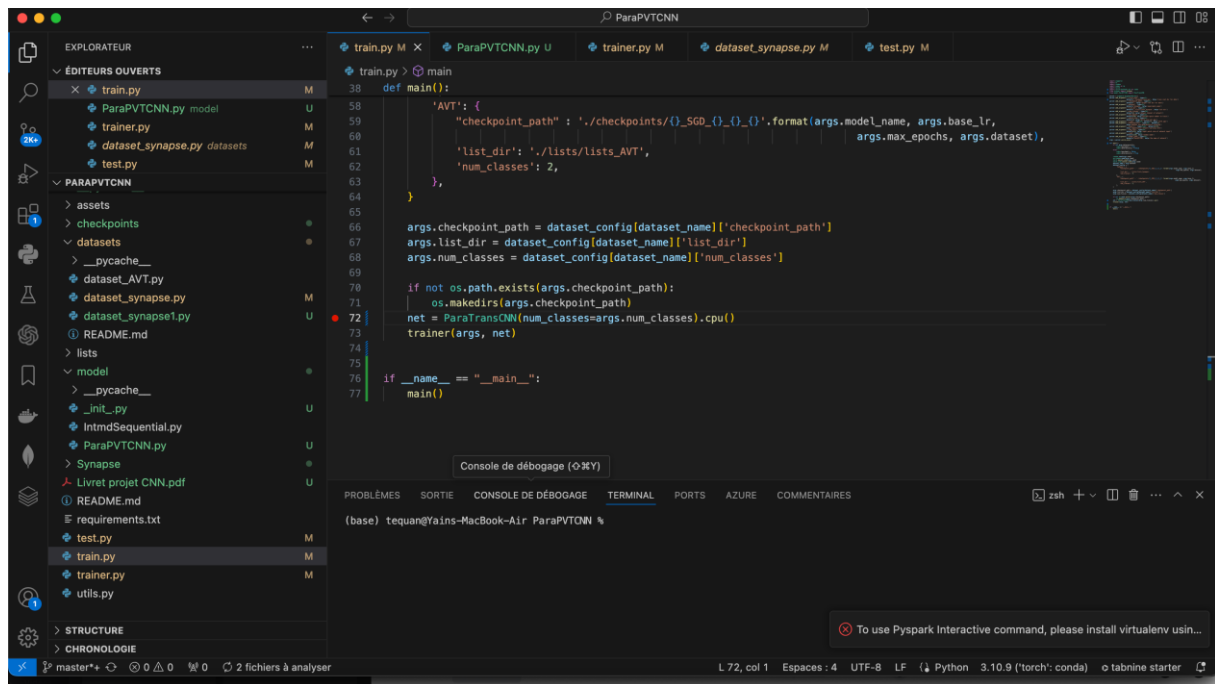 ParaPVTCNN
EXPLORATEUR
ÉDITEURS OUVERTS
train.py M
ParaPVTCNN.py model U
trainer.py M
dataset_synapse.py datasets M
test.py M
PARAPVTCNN
assets
checkpoints
datasets
__pycache__
dataset_AVT.py
dataset_synapse.py M
dataset_synapse1.py U
README.md
lists
model
__pycache__
_init_.py U
IntmdSequential.py
ParaPVTCNN.py U
Synapse
Livret projet CNN.pdf U
README.md
requirements.txt
test.py M
train.py M
trainer.py M
utils.py
STRUCTURE
CHRONOLOGIE
2K+
1
1
train.py M ParaPVTCNN.py U trainer.py M dataset_synapse.py M test.py M
train.py > main
38 def main():
58 'AVT': {
59 "checkpoint_path" : './checkpoints/{}_SGD_{}_{}_{}'.format(args.model_name, args.base_lr,
60 args.max_epochs, args.dataset),
61 'list_dir': './lists/lists_AVT',
62 'num_classes': 2,
63 },
64 }
65
66 args.checkpoint_path = dataset_config[dataset_name]['checkpoint_path']
67 args.list_dir = dataset_config[dataset_name]['list_dir']
68 args.num_classes = dataset_config[dataset_name]['num_classes']
69
70 if not os.path.exists(args.checkpoint_path):
71 os.makedirs(args.checkpoint_path)
72 net = ParaTransCNN(num_classes=args.num_classes).cpu()
73 trainer(args, net)
74
75
76 if __name__ == "__main__":
77 main()
Console de débogage (⇧⌘Y)
PROBLÈMES SORTIE CONSOLE DE DÉBOGAGE TERMINAL PORTS AZURE COMMENTAIRES zsh
(base) tequan@Yains-MacBook-Air ParaPVTCNN %
To use Pyspark Interactive command, please install virtualenv usin...
master*+ 0 0 0 2 fichiers à analyser L 72, col 1 Espaces : 4 UTF-8 LF Python 3.10.9 ('torch': conda) tabnine starter